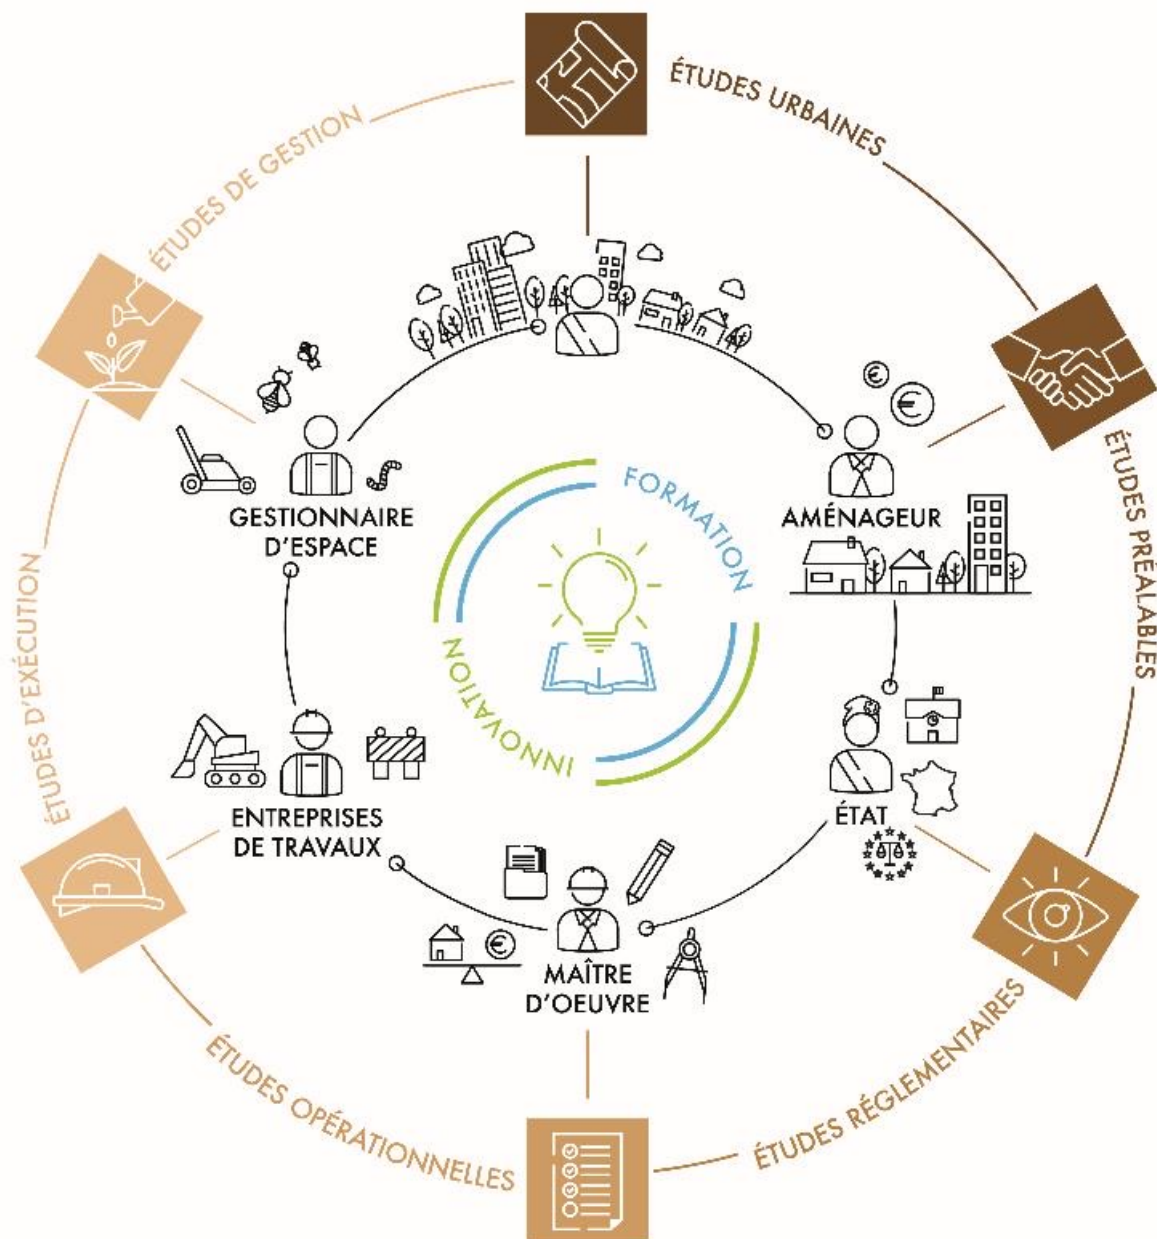 ÉTUDES URBAINES
ÉTUDES PRÉALABLES
ÉTUDES RÉGLEMENTAIRES
ÉTUDES OPÉRATIONNELLES
ÉTUDES D'EXÉCUTION
ÉTUDES DE GESTION
AMÉNAGEUR
ÉTAT
MAÎTRE
D'OEUVRE
ENTREPRISES
DE TRAVAUX
GESTIONNAIRE
D'ESPACE
FORMATION
INNOVATION
€
€
€